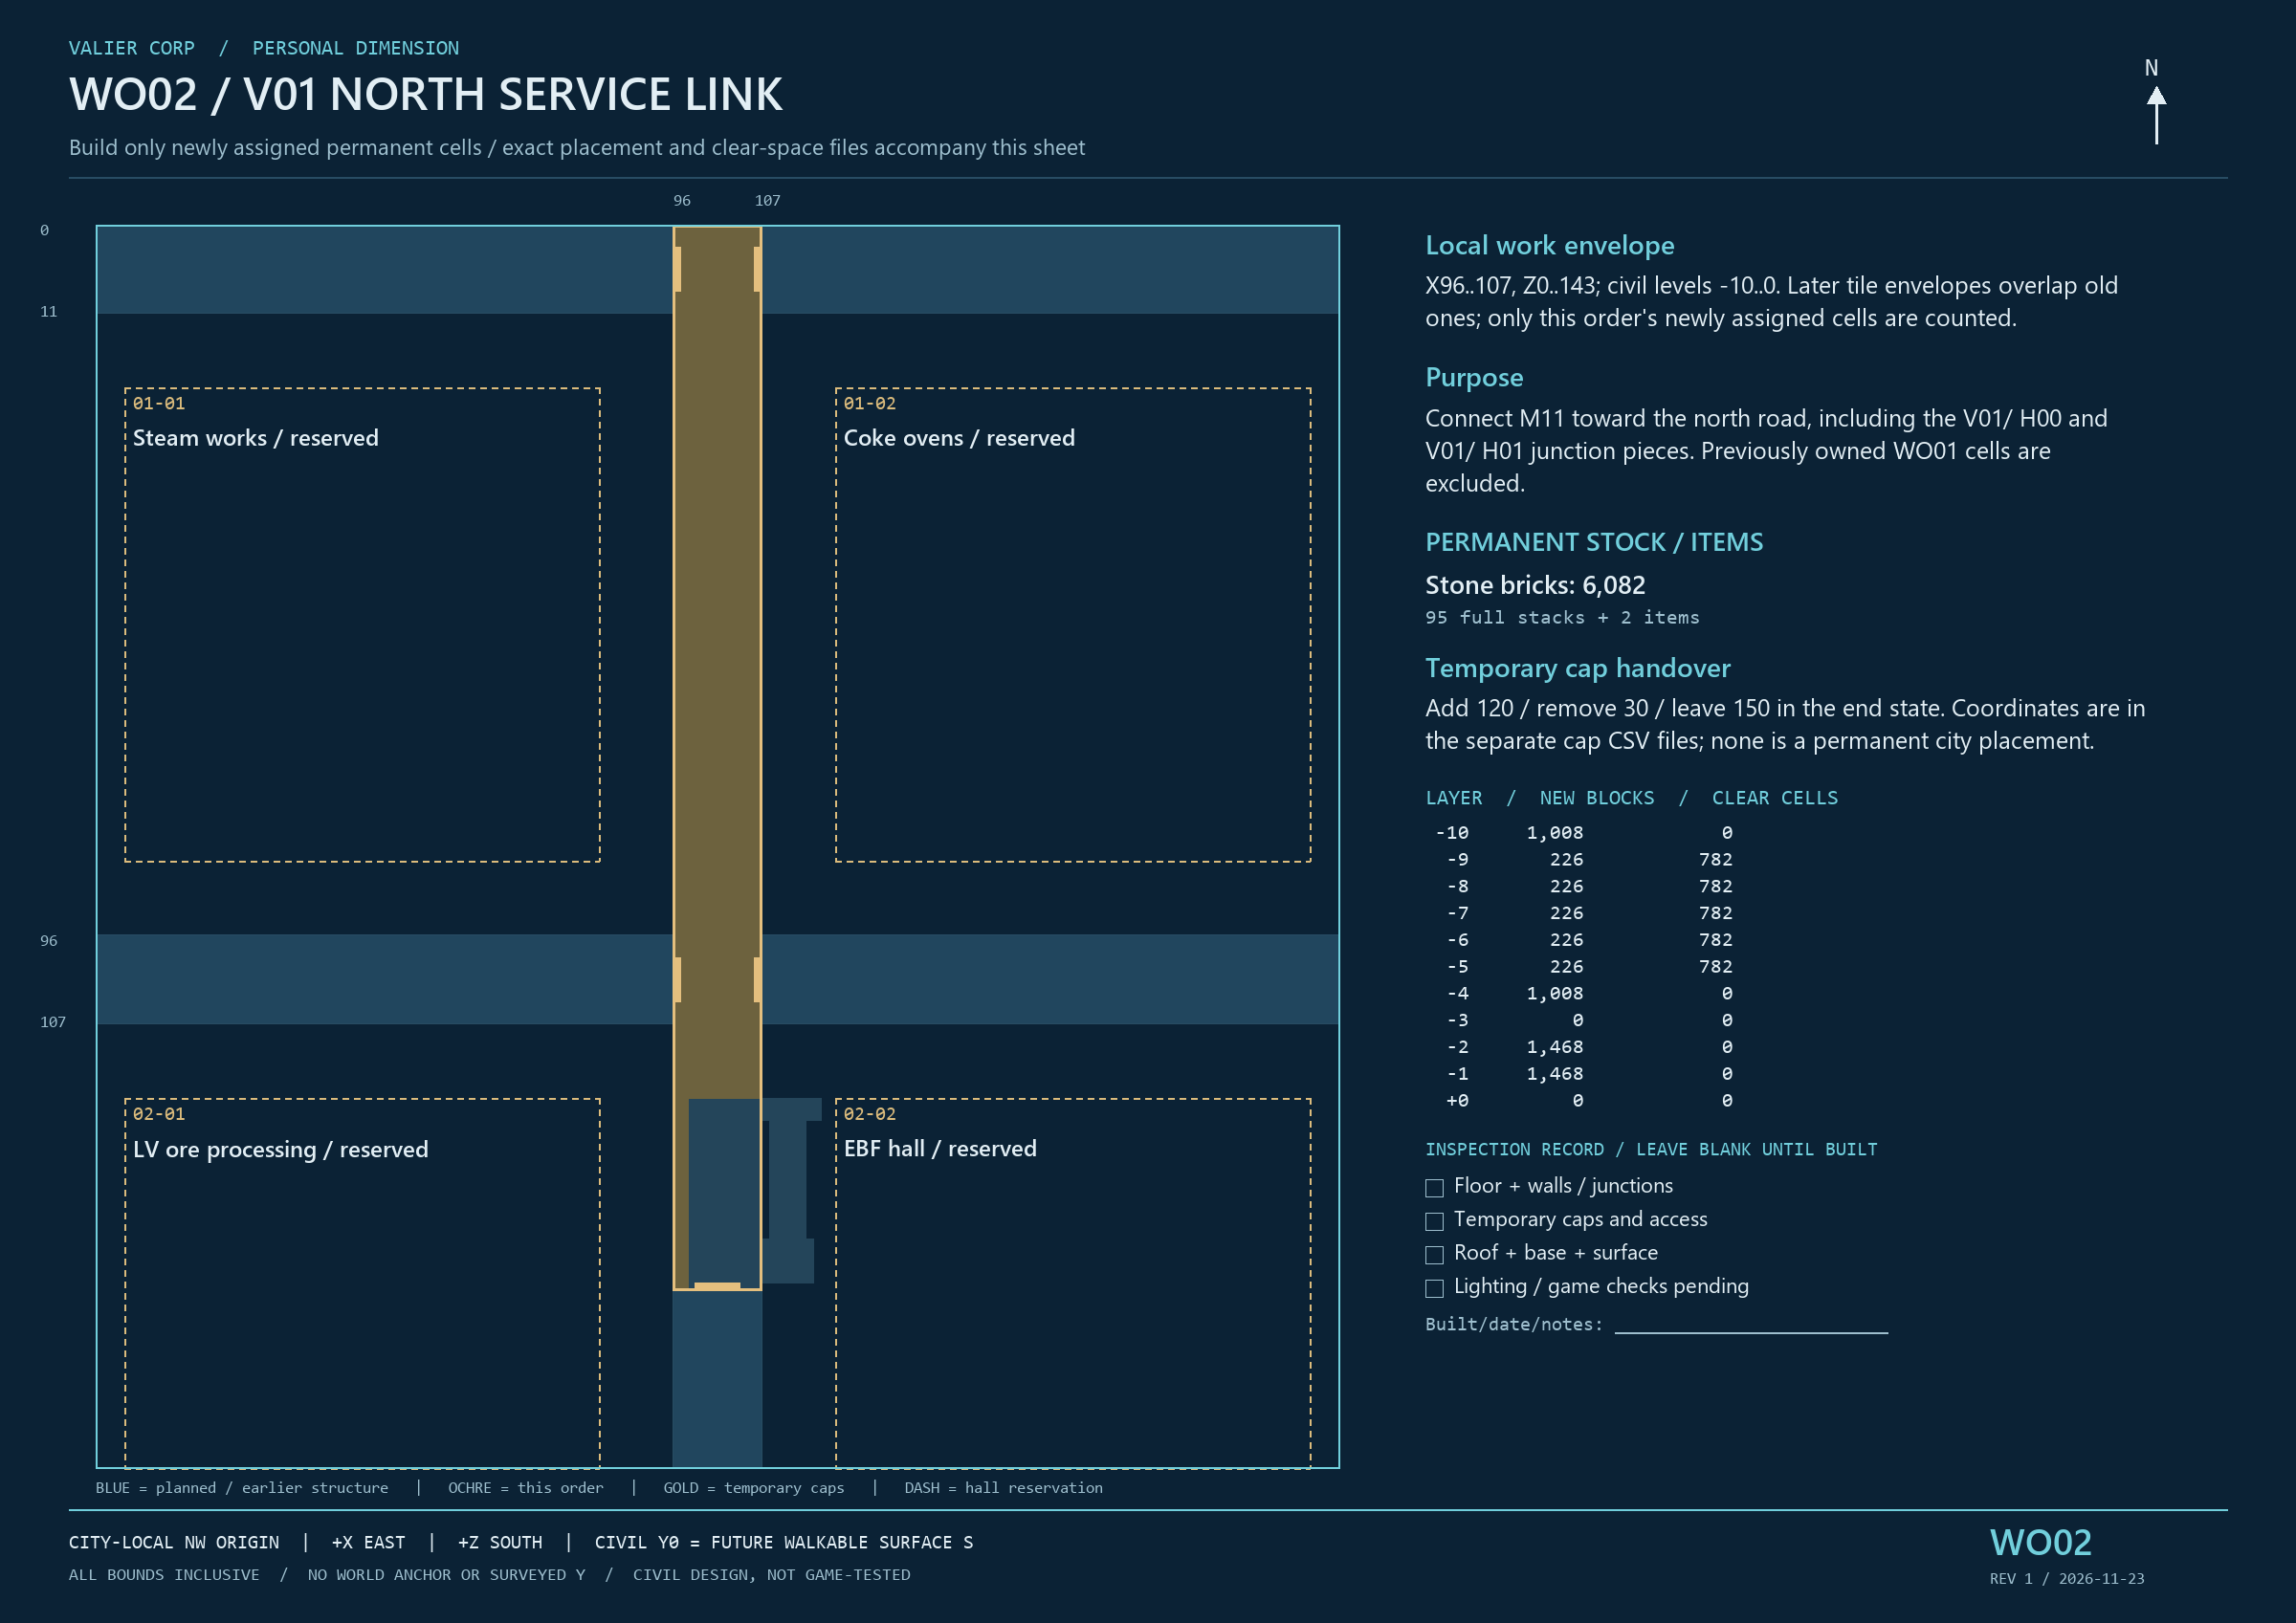 VALIER CORP / PERSONAL DIMENSION
WO02 / V01 NORTH SERVICE LINK
Build only newly assigned permanent cells / exact placement and clear-space files accompany this sheet
N
96 107
0
11
96
107
01-01
Steam works / reserved
01-02
Coke ovens / reserved
02-01
LV ore processing / reserved
02-02
EBF hall / reserved
Local work envelope
X96..107, Z0..143; civil levels -10..0. Later tile envelopes overlap old
ones; only this order's newly assigned cells are counted.
Purpose
Connect M11 toward the north road, including the V01/ H00 and
V01/ H01 junction pieces. Previously owned WO01 cells are
excluded.
PERMANENT STOCK / ITEMS
Stone bricks: 6,082
95 full stacks + 2 items
Temporary cap handover
Add 120 / remove 30 / leave 150 in the end state. Coordinates are in
the separate cap CSV files; none is a permanent city placement.
LAYER / NEW BLOCKS / CLEAR CELLS
-10 1,008 0
-9 226 782
-8 226 782
-7 226 782
-6 226 782
-5 226 782
-4 1,008 0
-3 0 0
-2 1,468 0
-1 1,468 0
+0 0 0
INSPECTION RECORD / LEAVE BLANK UNTIL BUILT
Floor + walls / junctions
Temporary caps and access
Roof + base + surface
Lighting / game checks pending
Built/date/notes:
BLUE = planned / earlier structure | OCHRE = this order | GOLD = temporary caps | DASH = hall reservation
CITY-LOCAL NW ORIGIN | +X EAST | +Z SOUTH | CIVIL Y0 = FUTURE WALKABLE SURFACE S
ALL BOUNDS INCLUSIVE / NO WORLD ANCHOR OR SURVEYED Y / CIVIL DESIGN, NOT GAME-TESTED
WO02
REV 1 / 2026-11-23